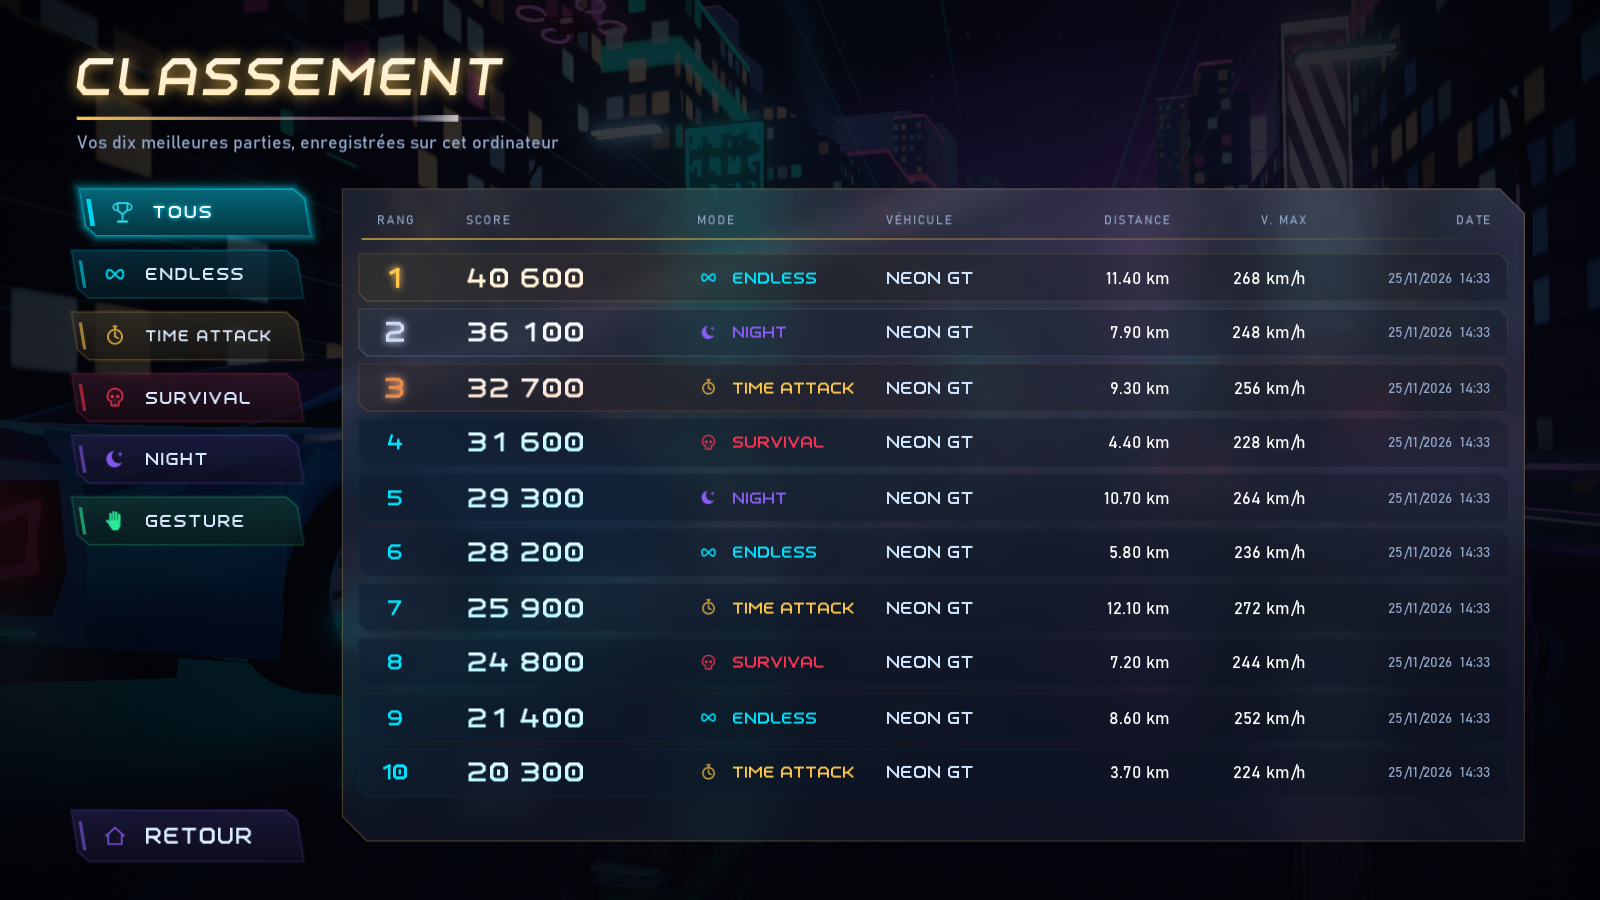 CLASSEMENT
Vos dix meilleures parties, enregistrées sur cet ordinateur
TOUS
ENDLESS
TIME ATTACK
SURVIVAL
NIGHT
GESTURE
RETOUR
RANG SCORE MODE VÉHICULE DISTANCE V. MAX DATE
1 40 600 ENDLESS NEON GT 11.40 km 268 km/h 25/11/2026 14:33
2 36 100 NIGHT NEON GT 7.90 km 248 km/h 25/11/2026 14:33
3 32 700 TIME ATTACK NEON GT 9.30 km 256 km/h 25/11/2026 14:33
4 31 600 SURVIVAL NEON GT 4.40 km 228 km/h 25/11/2026 14:33
5 29 300 NIGHT NEON GT 10.70 km 264 km/h 25/11/2026 14:33
6 28 200 ENDLESS NEON GT 5.80 km 236 km/h 25/11/2026 14:33
7 25 900 TIME ATTACK NEON GT 12.10 km 272 km/h 25/11/2026 14:33
8 24 800 SURVIVAL NEON GT 7.20 km 244 km/h 25/11/2026 14:33
9 21 400 ENDLESS NEON GT 8.60 km 252 km/h 25/11/2026 14:33
10 20 300 TIME ATTACK NEON GT 3.70 km 224 km/h 25/11/2026 14:33